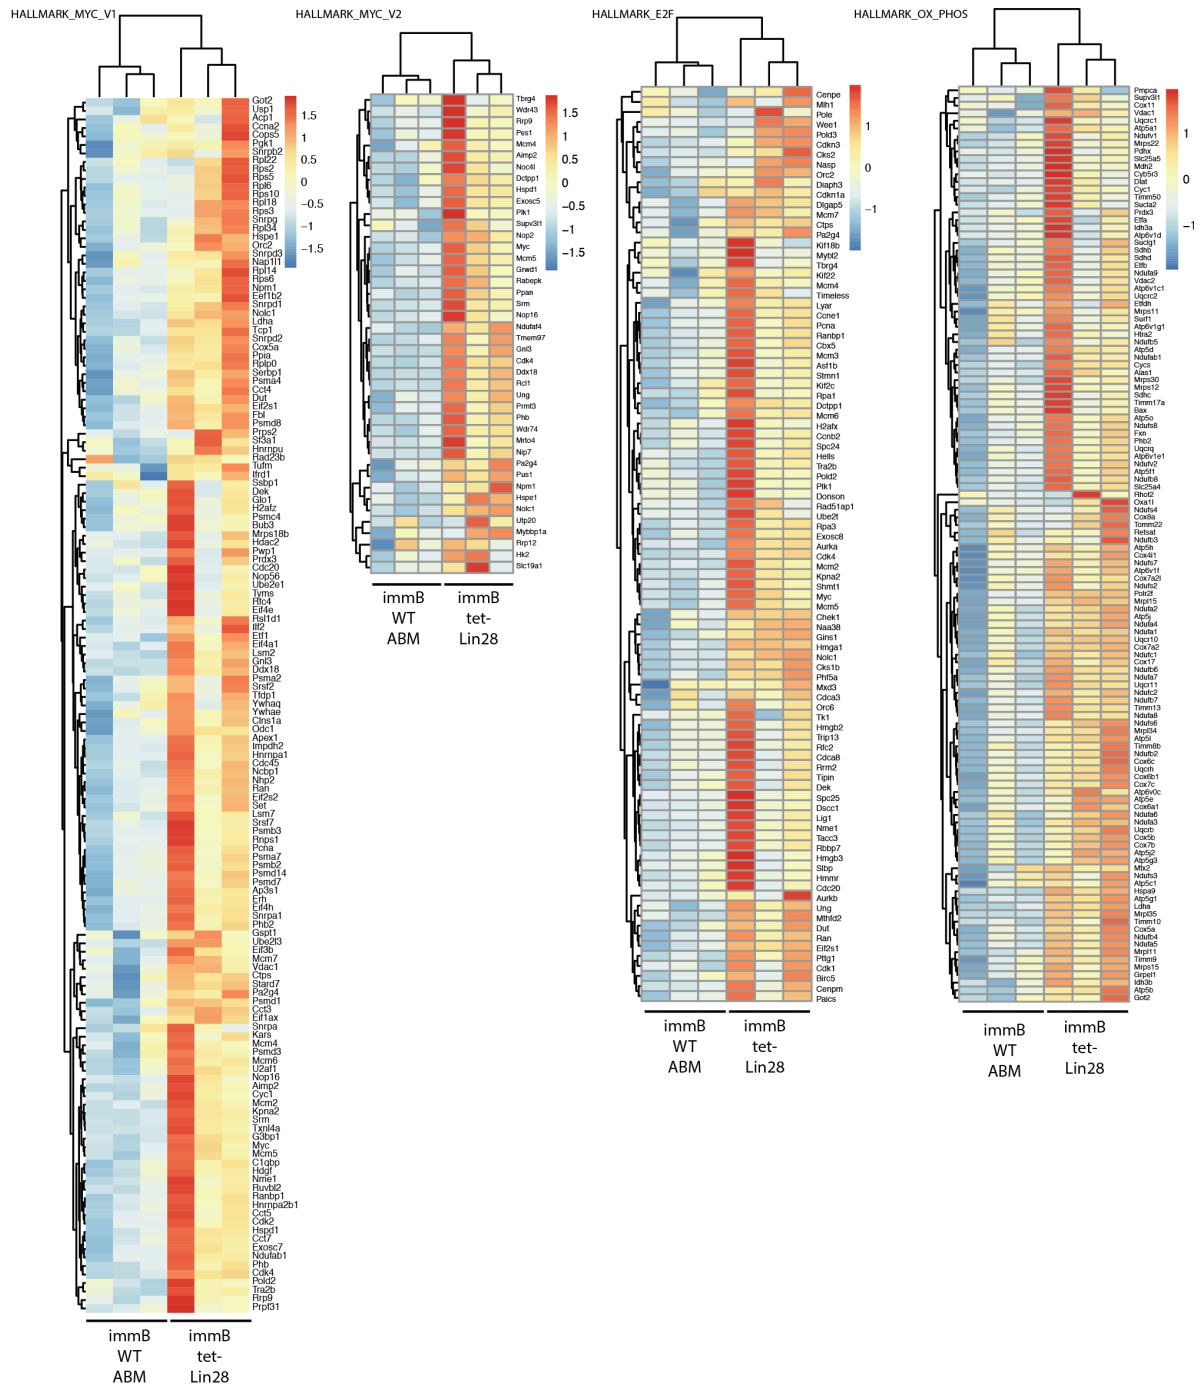 HALLMARK_MYC_V1
Got2
Usp1
Acp1
Ccna2
Cops5
Pgk1
Snrpb2
Rpl22
Rps2
Rps5
Rpl6
Rps10
Rpl18
Rps3
Snrpg
Rpl34
Hspe1
Orc2
Snrpd3
Nap1l1
Rpl14
Rps6
Npm1
Eef1b2
Snrpd1
Nolc1
Ldha
Tcp1
Snrpd2
Cox5a
Ppia
Rplp0
Serbp1
Psma4
Cct4
Dut
Eif2s1
Fbl
Psmd8
Prps2
Sf3a1
Hnrnpu
Rad23b
Tufm
Ifrd1
Ssbp1
Dek
Glo1
H2afz
Psmc4
Bub3
Mrps18b
Hdac2
Pwp1
Prdx3
Cdc20
Nop56
Ube2e1
Tyms
Rfc4
Eif4e
Rsl1d1
Ilf2
Etf1
Eif4a1
Lsm2
Gnl3
Ddx18
Psma2
Srsf2
Tfdp1
Ywhaq
Ywhae
Clns1a
Odc1
Apex1
Impdh2
Hnrnpa1
Cdc45
Ncbp1
Nhp2
Ran
Eif2s2
Set
Lsm7
Srsf7
Psmb3
Rnps1
Pcna
Psma7
Psmb2
Psmd14
Psmd7
Ap3s1
Erh
Eif4h
Snrpa1
Phb2
Gspt1
Ube2l3
Eif3b
Mcm7
Vdac1
Ctps
Stard7
Pa2g4
Psmd1
Cct3
Eif1ax
Snrpa
Kars
Mcm4
Psmd3
Mcm6
U2af1
Nop16
Aimp2
Cyc1
Mcm2
Kpna2
Srm
Txnl4a
G3bp1
Myc
Mcm5
C1qbp
Hdgf
Nme1
Ruvbl2
Ranbp1
Hnrnpa2b1
Cct5
Cdk2
Hspd1
Cct7
Exosc7
Ndufab1
Phb
Cdk4
Pold2
Tra2b
Rrp9
Prpf31
1.5
1
0.5
0
−0.5
−1
−1.5
immB
WT
ABM
immB
tet-
Lin28
HALLMARK_MYC_V2
Tbrg4
Wdr43
Rrp9
Pes1
Mcm4
Aimp2
Noc4l
Dctpp1
Hspd1
Exosc5
Plk1
Supv3l1
Nop2
Myc
Mcm5
Grwd1
Rabepk
Ppan
Srm
Nop16
Ndufaf4
Tmem97
Gnl3
Cdk4
Ddx18
Rcl1
Ung
Prmt3
Phb
Wdr74
Mrto4
Nip7
Pa2g4
Pus1
Npm1
Hspe1
Nolc1
Utp20
Mybbp1a
Rrp12
Hk2
Slc19a1
1.5
1
0.5
0
−0.5
−1
−1.5
immB
WT
ABM
immB
tet-
Lin28
HALLMARK_E2F
Cenpe
Mlh1
Pole
Wee1
Pold3
Cdkn3
Cks2
Nasp
Orc2
Diaph3
Cdkn1a
Dlgap5
Mcm7
Ctps
Pa2g4
Kif18b
Mybl2
Tbrg4
Kif22
Mcm4
Timeless
Lyar
Ccne1
Pcna
Ranbp1
Cbx5
Mcm3
Asf1b
Stmn1
Kif2c
Rpa1
Dctpp1
Mcm6
H2afx
Ccnb2
Spc24
Hells
Tra2b
Pold2
Plk1
Donson
Rad51ap1
Ube2t
Rpa3
Exosc8
Aurka
Cdk4
Mcm2
Kpna2
Shmt1
Myc
Mcm5
Chek1
Naa38
Gins1
Hmga1
Nolc1
Cks1b
Phf5a
Mxd3
Cdca3
Orc6
Tk1
Hmgb2
Trip13
Rfc2
Cdca8
Rrm2
Tipin
Dek
Spc25
Dscc1
Lig1
Nme1
Tacc3
Rbbp7
Hmgb3
Slbp
Hmmr
Cdc20
Aurkb
Ung
Mthfd2
Dut
Ran
Eif2s1
Pttg1
Cdk1
Birc5
Cenpm
Paics
1
0
−1
immB
WT
ABM
immB
tet-
Lin28
HALLMARK_OX_PHOS
Pmpca
Supv3l1
Cox11
Vdac1
Uqcrc1
Atp5a1
Ndufv1
Mrps22
Pdhx
Slc25a5
Mdh2
Cyb5r3
Dlat
Cyc1
Timm50
Sucla2
Prdx3
Etfa
Idh3a
Atp6v1d
Suclg1
Sdhb
Sdhd
Etfb
Ndufa9
Vdac2
Atp6v1c1
Uqcrc2
Etfdh
Mrps11
Surf1
Atp6v1g1
Htra2
Ndufb5
Atp5d
Ndufab1
Cycs
Alas1
Mrps30
Mrps12
Sdhc
Timm17a
Bax
Atp5o
Ndufs8
Fxn
Phb2
Uqcrq
Atp6v1e1
Ndufv2
Atp5f1
Ndufb8
Slc25a4
Rhot2
Oxa1l
Ndufs4
Cox8a
Tomm22
Retsat
Ndufb3
Atp5h
Cox4i1
Ndufs7
Atp6v1f
Cox7a2l
Ndufs2
Polr2f
Mrpl15
Ndufa2
Atp5j
Ndufa4
Ndufa1
Uqcr10
Cox7a2
Ndufc1
Cox17
Ndufb6
Ndufa7
Uqcr11
Ndufc2
Ndufb7
Timm13
Ndufa8
Ndufs6
Mrpl34
Atp5l
Timm8b
Ndufb2
Cox6c
Uqcrh
Cox6b1
Cox7c
Atp6v0c
Atp5e
Cox6a1
Ndufa6
Ndufa3
Uqcrb
Cox5b
Cox7b
Atp5j2
Atp5g3
Mfx2
Ndufs3
Atp5c1
Hspa9
Atp5g1
Ldha
Mrpl35
Timm10
Cox5a
Ndufb4
Ndufa5
Mrpl11
Timm9
Mrps15
Grpel1
Idh3b
Atp5b
Got2
1
0
−1
immB
WT
ABM
immB
tet-
Lin28